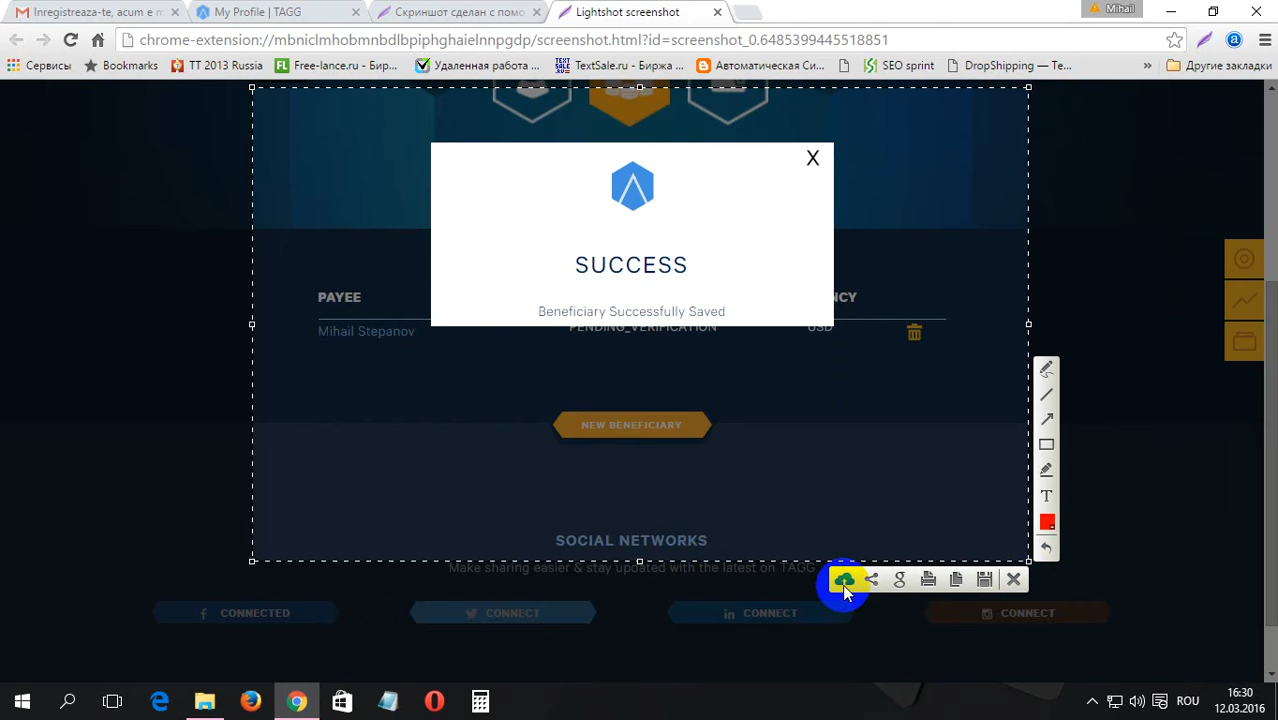 Inregistreaza-te, acum e m
My Profile | TAGG
Скриншот сделан с помо
Lightshot screenshot
Mihail
chrome-extension://mbniclmhobmnbdlbpiphghaieljnnpgdp/screenshot.html?id=screenshot_0.6485399445518851
Сервисы
Bookmarks
TT 2013 Russia
Free-lance.ru - Бир...
Удаленная работа ...
TextSale.ru - Биржа ...
Автоматическая Си...
SEO sprint
DropShipping — Te...
»
Другие закладки
X
SUCCESS
Beneficiary Successfully Saved
PAYEE
NCY
Mihail Stepanov
PENDING_VERIFICATION
USD
NEW BENEFICIARY
SOCIAL NETWORKS
Make sharing easier & stay updated with the latest on TAGG
CONNECTED
CONNECT
CONNECT
CONNECT
ROU
16:30
12.03.2016